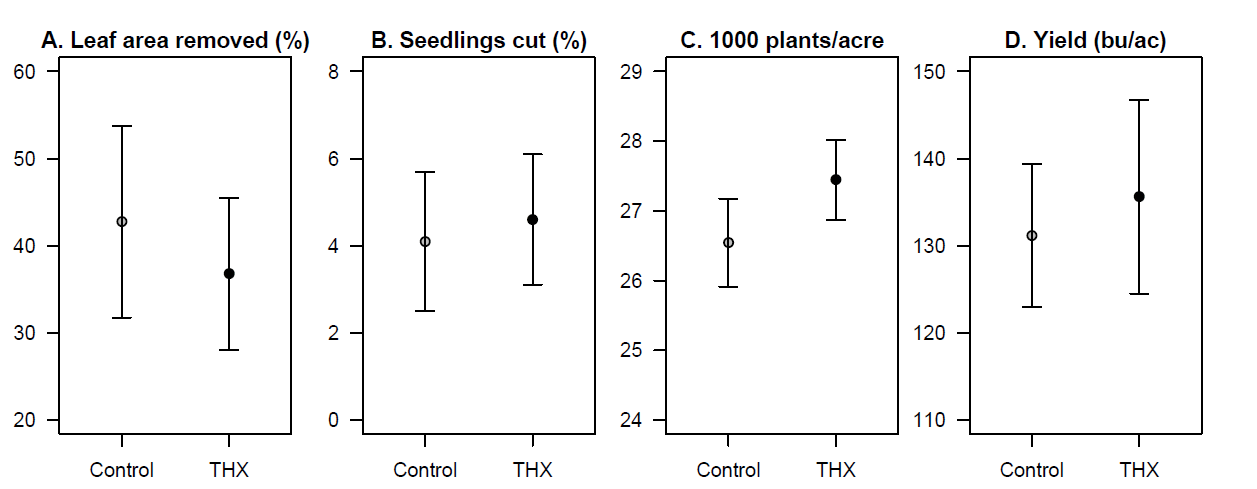 A. Leaf area removed (%)
60
50
40
30
20
Control THX
B. Seedlings cut (%)
8
6
4
2
0
Control THX
C. 1000 plants/acre
29
28
27
26
25
24
Control THX
D. Yield (bu/ac)
150
140
130
120
110
Control THX